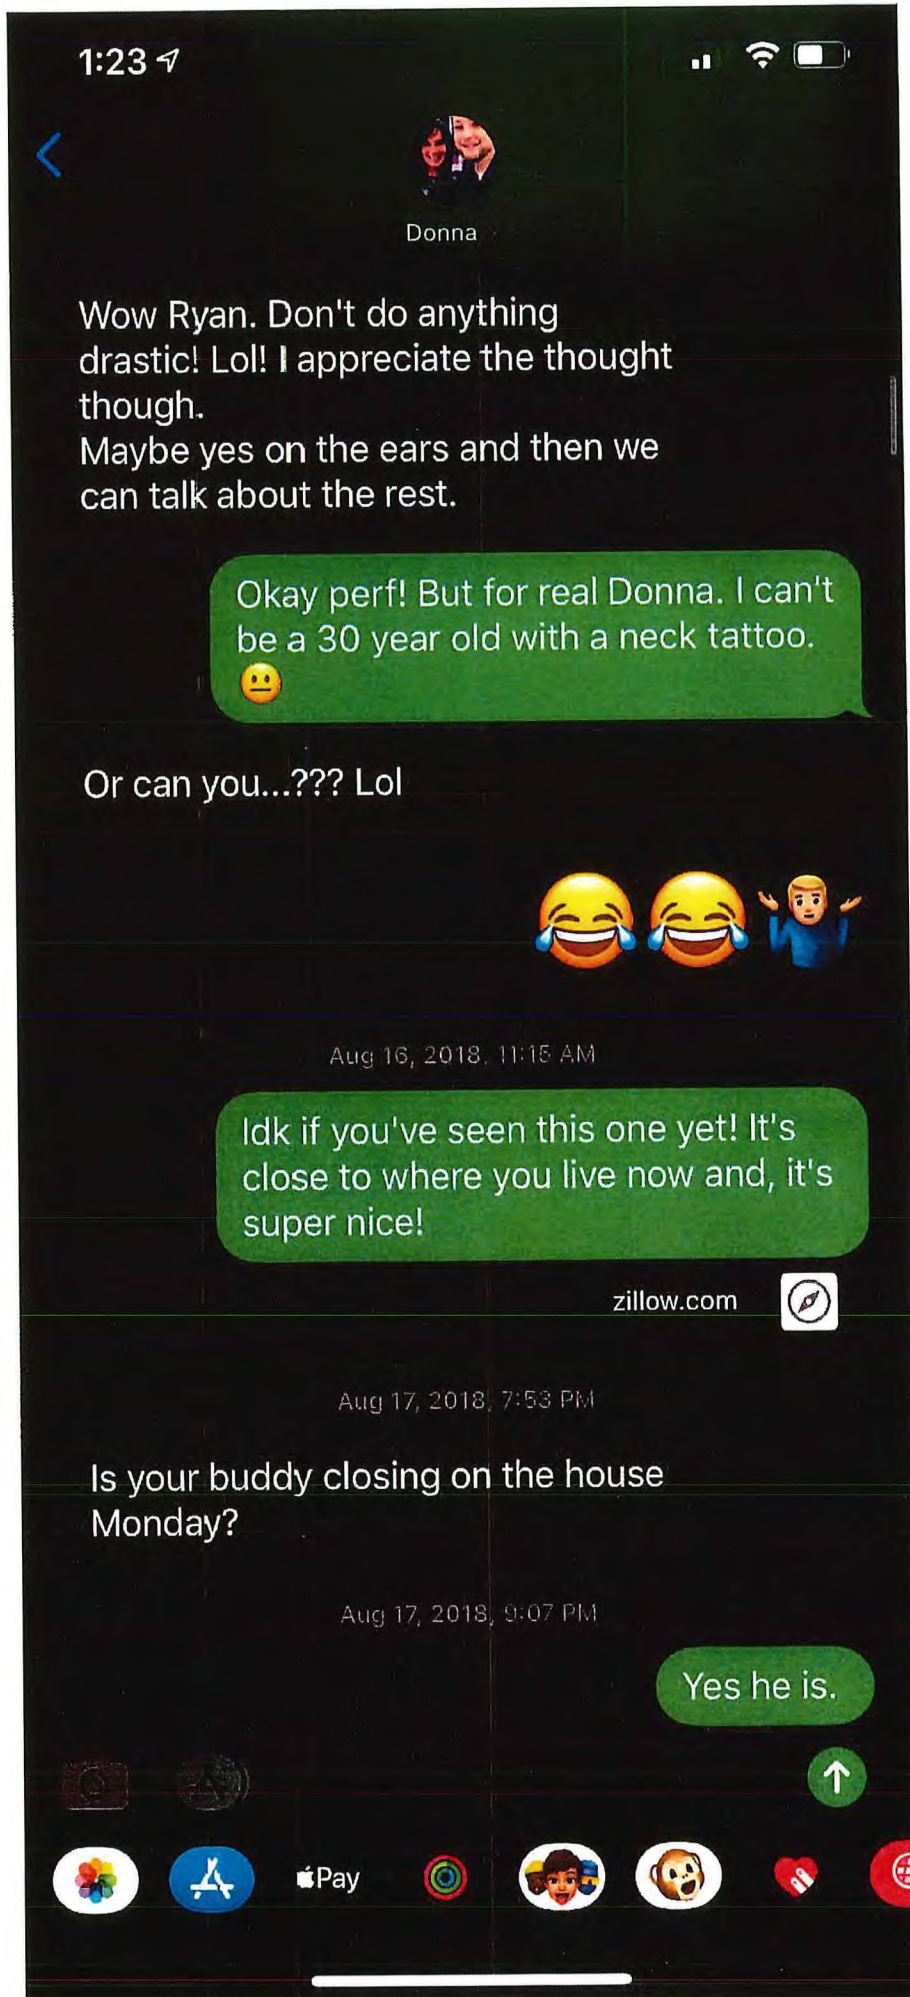 1:23
Donna
Wow Ryan. Don't do anything
drastic! Lol! I appreciate the thought
though.
Maybe yes on the ears and then we
can talk about the rest.
Okay perf! But for real Donna. I can't
be a 30 year old with a neck tattoo.
😐
Or can you...??? Lol
😂😂🤷🏼‍♂️
Aug 16, 2018, 11:15 AM
Idk if you've seen this one yet! It's
close to where you live now and, it's
super nice!
zillow.com
Aug 17, 2018, 7:53 PM
Is your buddy closing on the house
Monday?
Aug 17, 2018, 9:07 PM
Yes he is.
Pay